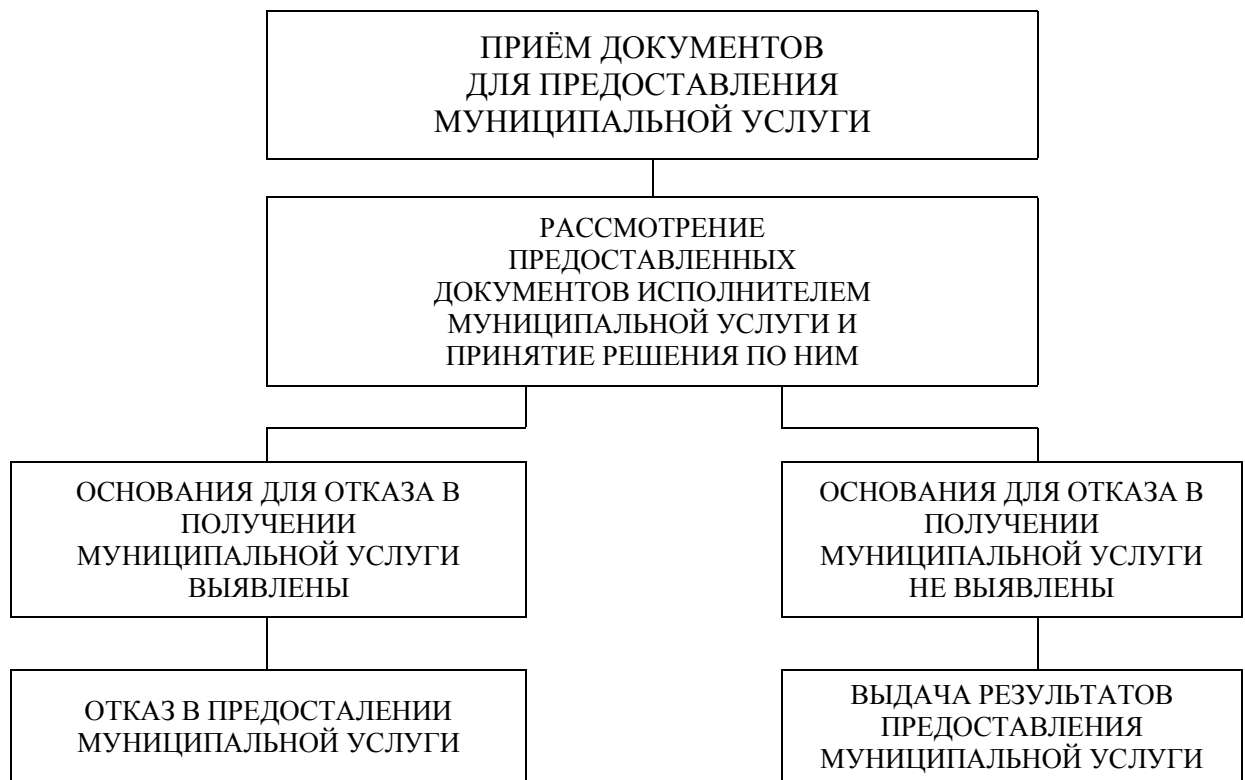 ПРИЁМ ДОКУМЕНТОВ
ДЛЯ ПРЕДОСТАВЛЕНИЯ
МУНИЦИПАЛЬНОЙ УСЛУГИ
РАССМОТРЕНИЕ
ПРЕДОСТАВЛЕННЫХ
ДОКУМЕНТОВ ИСПОЛНИТЕЛЕМ
МУНИЦИПАЛЬНОЙ УСЛУГИ И
ПРИНЯТИЕ РЕШЕНИЯ ПО НИМ
ОСНОВАНИЯ ДЛЯ ОТКАЗА В
ПОЛУЧЕНИИ
МУНИЦИПАЛЬНОЙ УСЛУГИ
ВЫЯВЛЕНЫ
ОСНОВАНИЯ ДЛЯ ОТКАЗА В
ПОЛУЧЕНИИ
МУНИЦИПАЛЬНОЙ УСЛУГИ
НЕ ВЫЯВЛЕНЫ
ОТКАЗ В ПРЕДОСТАЛЕНИИ
МУНИЦИПАЛЬНОЙ УСЛУГИ
ВЫДАЧА РЕЗУЛЬТАТОВ
ПРЕДОСТАВЛЕНИЯ
МУНИЦИПАЛЬНОЙ УСЛУГИ